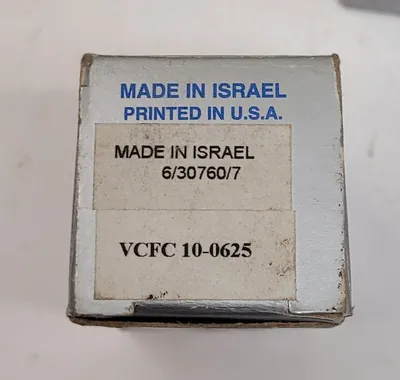 MADE IN ISRAEL
PRINTED IN U.S.A.
MADE IN ISRAEL
6/30760/7
VCFC 10-0625